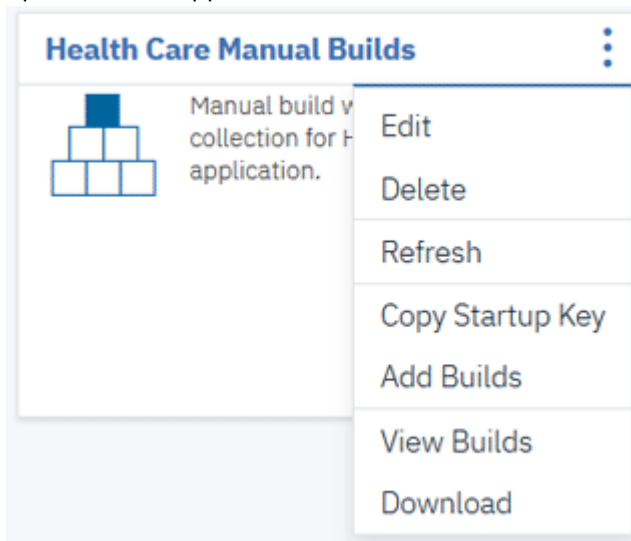 Health Care Manual Builds
Manual build
collection for
application.
Edit
Delete
Refresh
Copy Startup Key
Add Builds
View Builds
Download